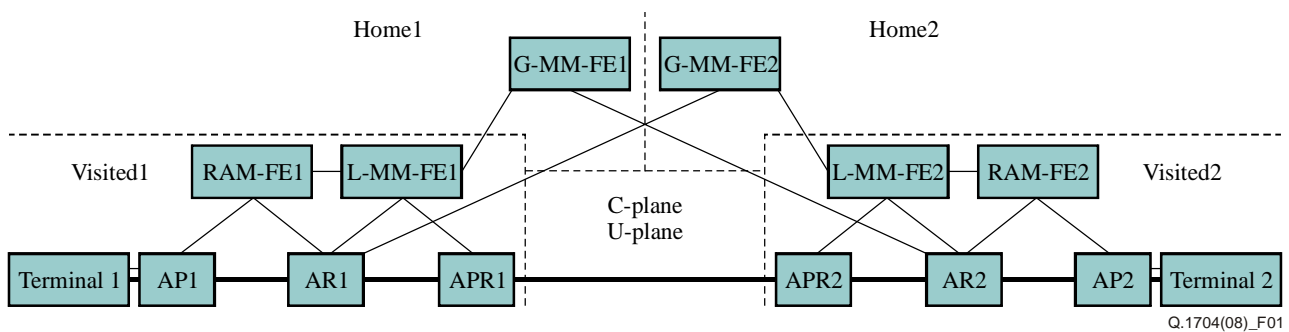 Home1
Home2
G-MM-FE1
G-MM-FE2
Visited1
RAM-FE1
L-MM-FE1
L-MM-FE2
RAM-FE2
Visited2
C-plane
U-plane
Terminal 1
AP1
AR1
APR1
APR2
AR2
AP2
Terminal 2
Q.1704(08)_F01